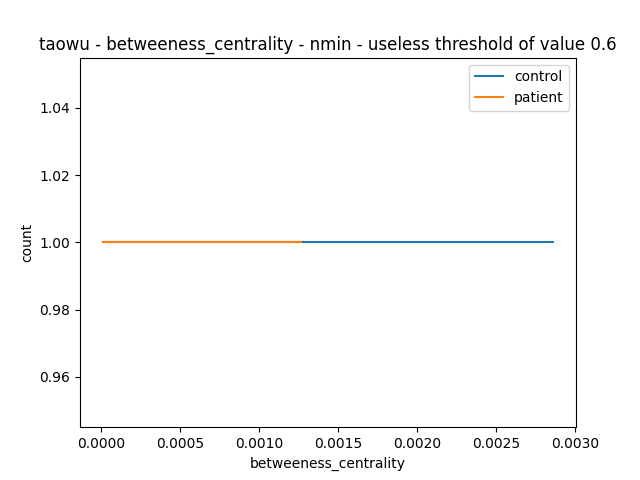 taowu - betweeness_centrality - nmin - useless threshold of value 0.6
control
patient
1.04
1.02
1.00
0.98
0.96
count
0.0000 0.0005 0.0010 0.0015 0.0020 0.0025 0.0030
betweeness_centrality